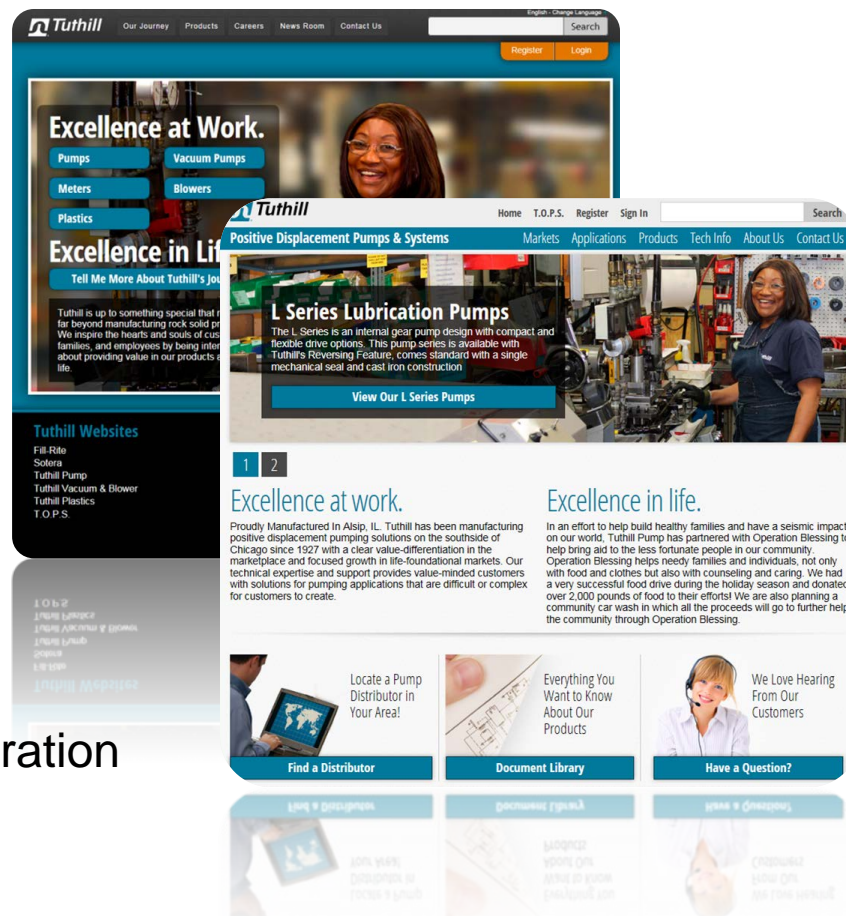 English - Change Language
Tuthill
Our Journey Products Careers News Room Contact Us
Search
Register Login
Excellence at Work.
Pumps Vacuum Pumps
Meters Blowers
Plastics
Excellence in
Tell Me More About Tuthill's
Tuthill is up to something special that
far beyond manufacturing rock solid
We inspire the hearts and souls of
families, and employees by being
about providing value in our products
life.
Tuthill Websites
Fill-Rite
Sotera
Tuthill Pump
Tuthill Vacuum & Blower
Tuthill Plastics
T.O.P.S.
Tuthill
Home T.O.P.S. Register Sign In
Search
Positive Displacement Pumps & Systems
Markets Applications Products Tech Info About Us Contact Us
L Series Lubrication Pumps
The L Series is an internal gear pump design with compact and
flexible drive options. This pump series is available with
Tuthill's Reversing Feature, comes standard with a single
mechanical seal and cast iron construction
View Our L Series Pumps
1 2
Excellence at work.
Proudly Manufactured In Alsip, IL. Tuthill has been manufacturing
positive displacement pumping solutions on the southside of
Chicago since 1927 with a clear value-differentiation in the
marketplace and focused growth in life-foundational markets. Our
technical expertise and support provides value-minded customers
with solutions for pumping applications that are difficult or complex
for customers to create.
Excellence in life.
In an effort to help build healthy families and have a seismic impact
on our world, Tuthill Pump has partnered with Operation Blessing to
help bring aid to the less fortunate people in our community.
Operation Blessing helps needy families and individuals, not only
with food and clothes but also with counseling and caring. We had
a very successful food drive during the holiday season and donated
over 2,000 pounds of food to their efforts! We are also planning a
community car wash in which all the proceeds will go to further help
the community through Operation Blessing.
Locate a Pump
Distributor in
Your Area!
Find a Distributor
Everything You
Want to Know
About Our
Products
Document Library
We Love Hearing
From Our
Customers
Have a Question?
ration